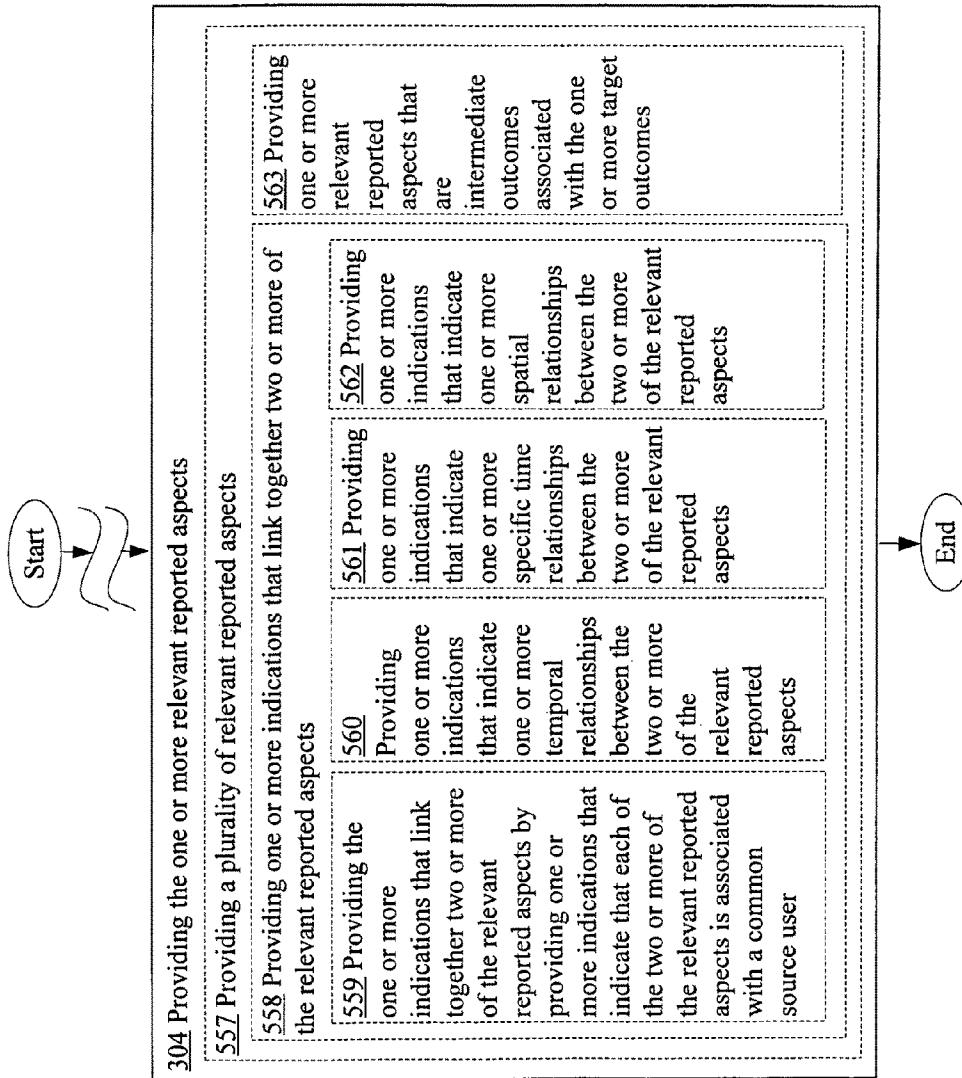 Start
304 Providing the one or more relevant reported aspects
557 Providing a plurality of relevant reported aspects
558 Providing one or more indications that link together two or more of
the relevant reported aspects
559 Providing the
one or more
indications that link
together two or more
of the relevant
reported aspects by
providing one or
more indications that
indicate that each of
the two or more of
the relevant reported
aspects is associated
with a common
source user
560
Providing
one or more
indications
that indicate
one or more
temporal
relationships
between the
two or more
of the
relevant
reported
aspects
561 Providing
one or more
indications
that indicate
one or more
specific time
relationships
between the
two or more
of the relevant
reported
aspects
562 Providing
one or more
indications
that indicate
one or more
spatial
relationships
between the
two or more
of the relevant
reported
aspects
563 Providing
one or more
relevant
reported
aspects that
are
intermediate
outcomes
associated
with the one
or more target
outcomes
End